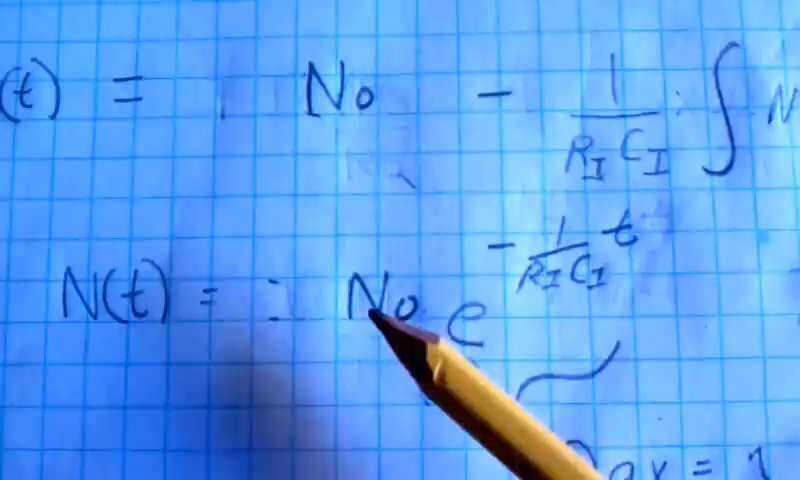 (t) = No - 1/(R_I C_I) · ∫ N
N(t) = : No e^(-1/(R_I C_I) t)